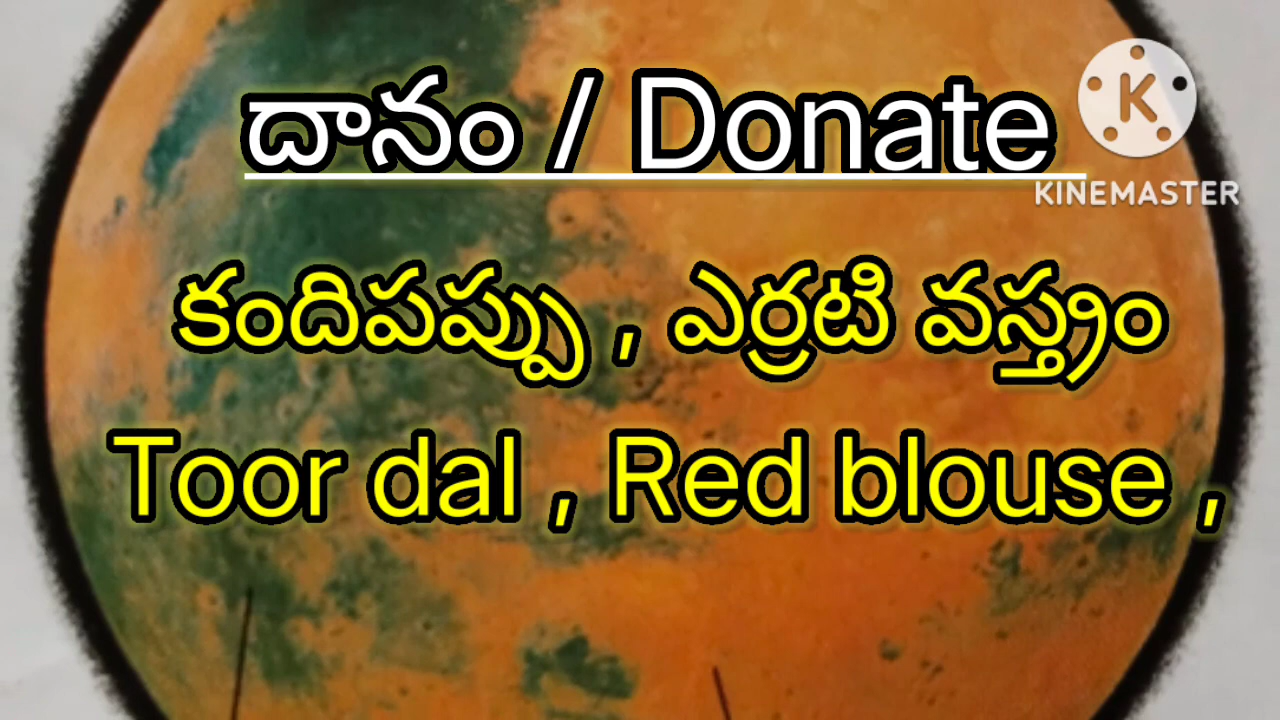 దానం / Donate
K
KINEMASTER
కందిపప్పు , ఎర్రటి వస్త్రం
Toor dal , Red blouse ,